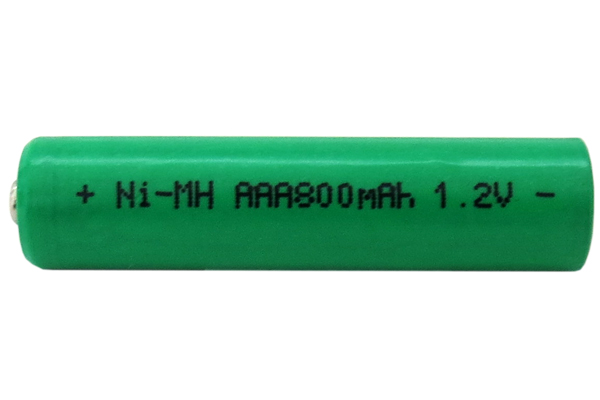 + Ni-MH AAA800mAh 1.2V -